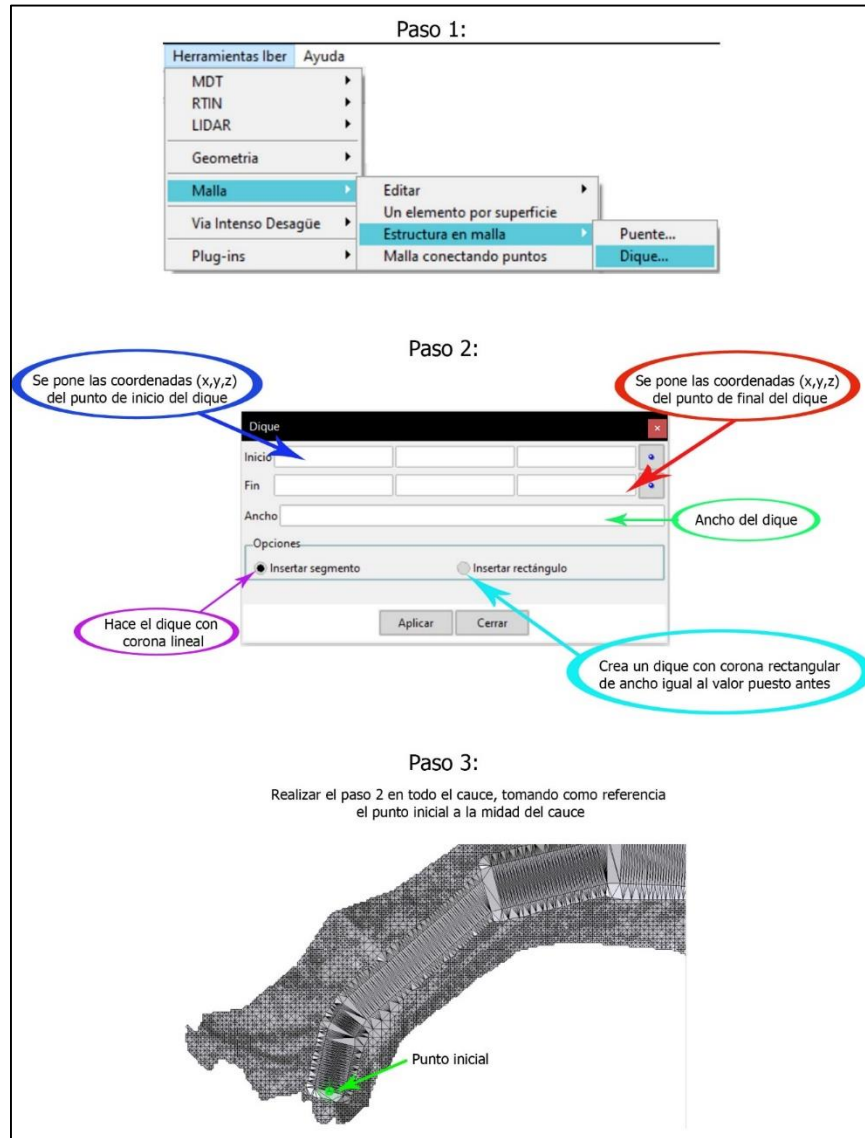 Paso 1:
Herramientas Iber Ayuda
MDT
RTIN
LIDAR
Geometria
Malla
Via Intenso Desagüe
Plug-ins
Editar
Un elemento por superficie
Estructura en malla
Malla conectando puntos
Puente...
Dique...
Paso 2:
Se pone las coordenadas (x,y,z)
del punto de inicio del dique
Se pone las coordenadas (x,y,z)
del punto de final del dique
Dique
Inicio
Fin
Ancho
Ancho del dique
Opciones
Insertar segmento
Insertar rectángulo
Hace el dique con
corona lineal
Aplicar
Cerrar
Crea un dique con corona rectangular
de ancho igual al valor puesto antes
Paso 3:
Realizar el paso 2 en todo el cauce, tomando como referencia
el punto inicial a la midad del cauce
Punto inicial